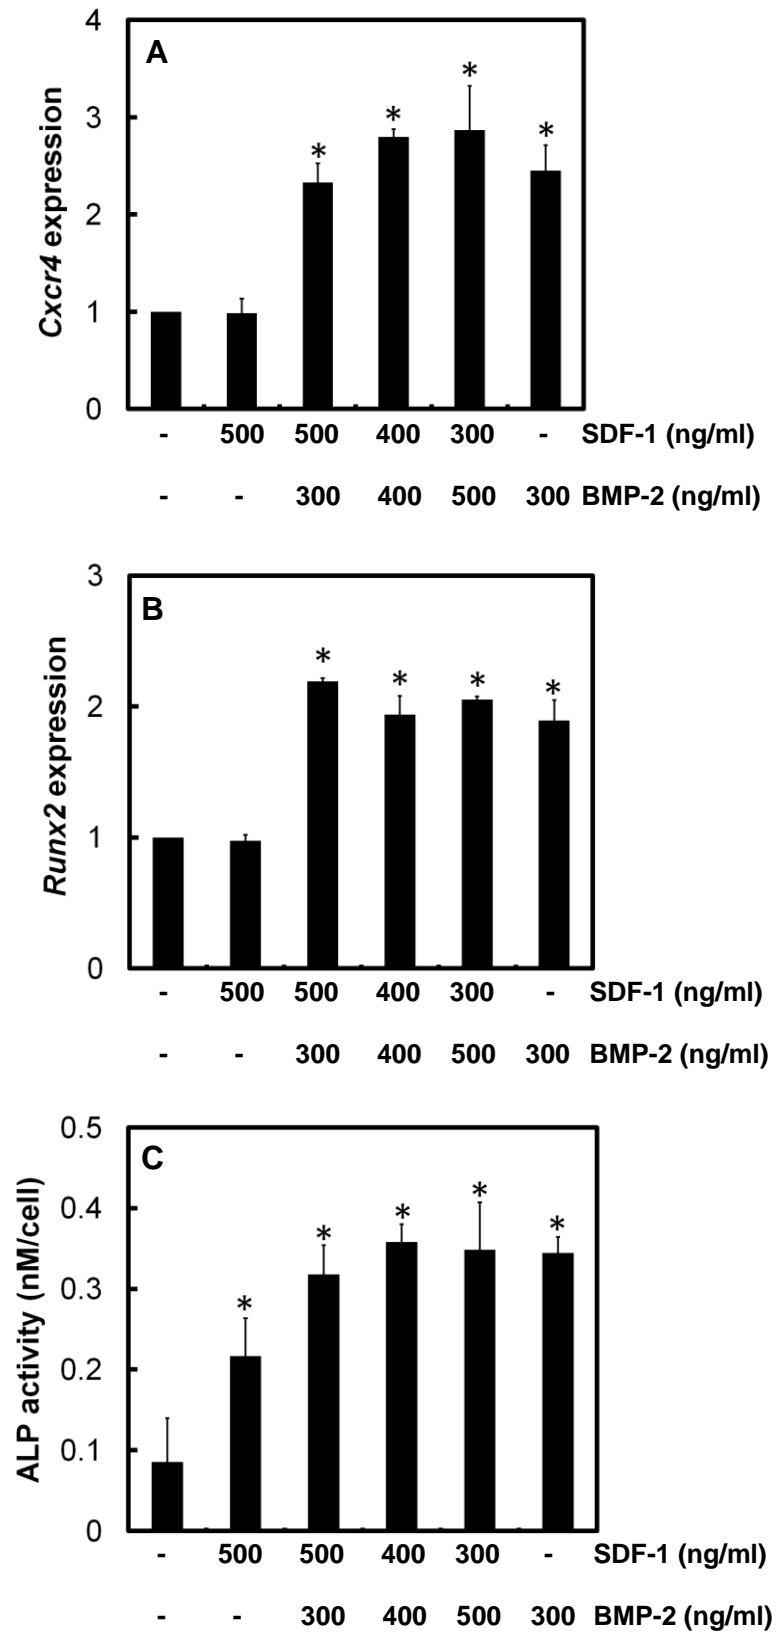 4
A
*
*
*
*
3
2
1
0
Cxcr4 expression
- 500 500 400 300 - SDF-1 (ng/ml)
- - 300 400 500 300 BMP-2 (ng/ml)
3
B
*
*
*
*
2
1
0
Runx2 expression
- 500 500 400 300 - SDF-1 (ng/ml)
- - 300 400 500 300 BMP-2 (ng/ml)
0.5
C
*
*
*
*
*
0.4
0.3
0.2
0.1
0
ALP activity (nM/cell)
- 500 500 400 300 - SDF-1 (ng/ml)
- - 300 400 500 300 BMP-2 (ng/ml)